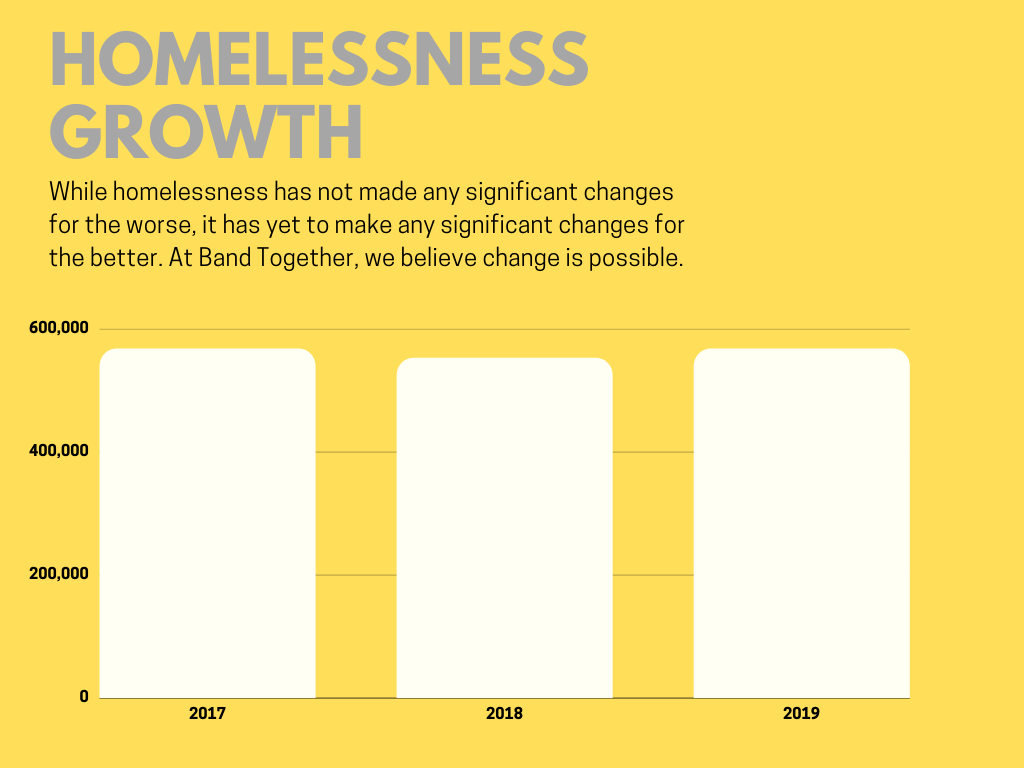 HOMELESSNESS
GROWTH
While homelessness has not made any significant changes
for the worse, it has yet to make any significant changes for
the better. At Band Together, we believe change is possible.
600,000
400,000
200,000
0
2017 2018 2019